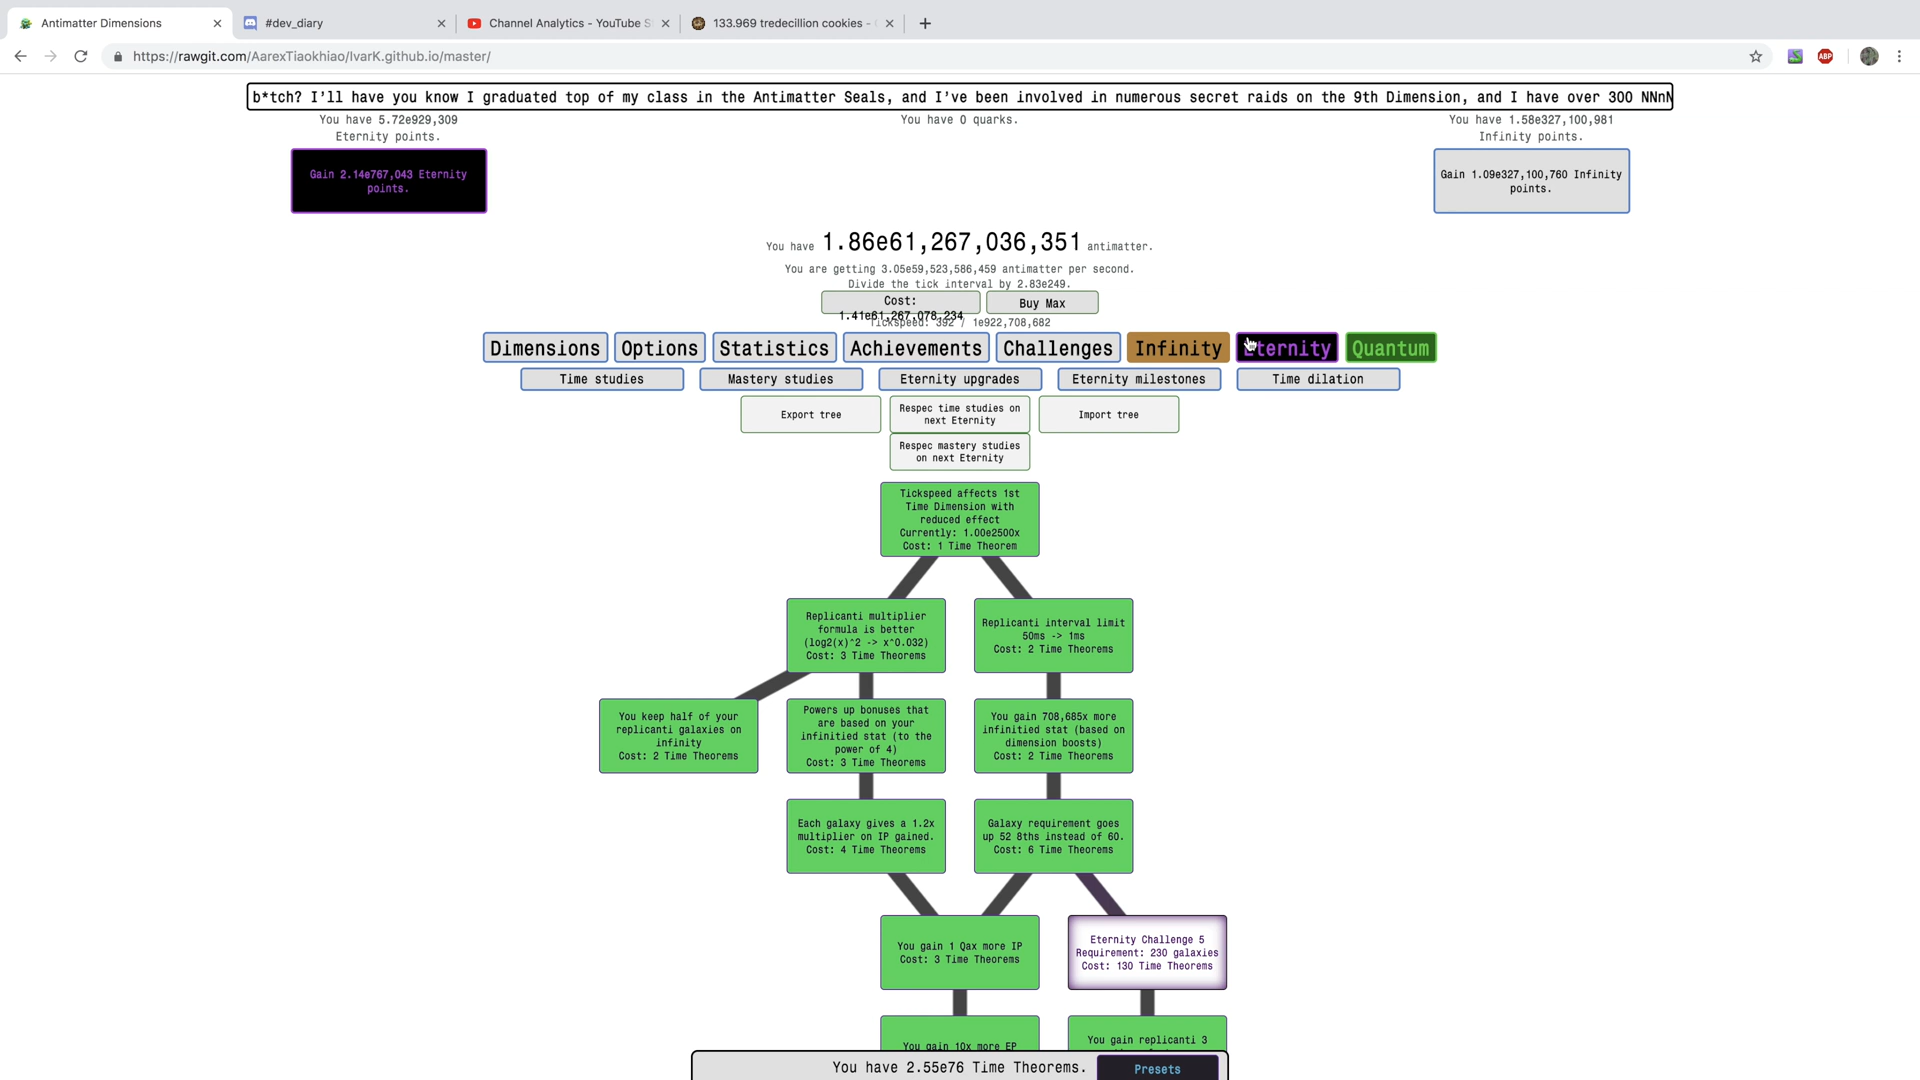 Antimatter Dimensions
#dev_diary
Channel Analytics - YouTube S
133.969 tredecillion cookies -
https://rawgit.com/AarexTiaokhiao/IvarK.github.io/master/
ABP
b*tch? I'll have you know I graduated top of my class in the Antimatter Seals, and I've been involved in numerous secret raids on the 9th Dimension, and I have over 300 NNnN
You have 5.72e929,309
Eternity points.
You have 0 quarks.
You have 1.58e327,100,981
Infinity points.
Gain 2.14e767,043 Eternity
points.
Gain 1.09e327,100,760 Infinity
points.
You have 1.86e61,267,036,351 antimatter.
You are getting 3.05e59,523,586,459 antimatter per second.
Divide the tick interval by 2.83e249.
Cost:
1.41e61,267,078,234
Buy Max
Tickspeed: 392 / 1e922,708,682
Dimensions
Options
Statistics
Achievements
Challenges
Infinity
Eternity
Quantum
Time studies
Mastery studies
Eternity upgrades
Eternity milestones
Time dilation
Export tree
Respec time studies on
next Eternity
Import tree
Respec mastery studies
on next Eternity
Tickspeed affects 1st
Time Dimension with
reduced effect
Currently: 1.00e2500x
Cost: 1 Time Theorem
Replicanti multiplier
formula is better
(log2(x)^2 -> x^0.032)
Cost: 3 Time Theorems
Replicanti interval limit
50ms -> 1ms
Cost: 2 Time Theorems
You keep half of your
replicanti galaxies on
infinity
Cost: 2 Time Theorems
Powers up bonuses that
are based on your
infinitied stat (to the
power of 4)
Cost: 3 Time Theorems
You gain 708,685x more
infinitied stat (based on
dimension boosts)
Cost: 2 Time Theorems
Each galaxy gives a 1.2x
multiplier on IP gained.
Cost: 4 Time Theorems
Galaxy requirement goes
up 52 8ths instead of 60.
Cost: 6 Time Theorems
You gain 1 Qax more IP
Cost: 3 Time Theorems
Eternity Challenge 5
Requirement: 230 galaxies
Cost: 130 Time Theorems
You gain 10x more EP
You gain replicanti 3
You have 2.55e76 Time Theorems.
Presets